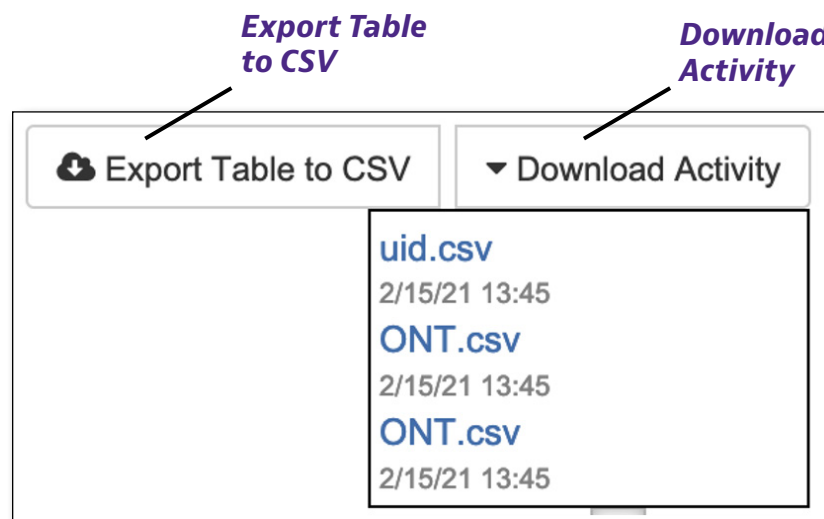 Export Table
to CSV
Download
Activity
Export Table to CSV
Download Activity
uid.csv
2/15/21 13:45
ONT.csv
2/15/21 13:45
ONT.csv
2/15/21 13:45